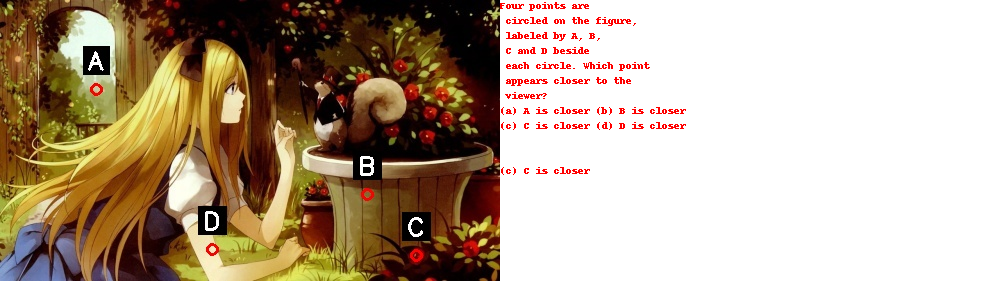 A
B
C
D
Four points are
circled on the figure,
labeled by A, B,
C and D beside
each circle. Which point
appears closer to the
viewer?
(a) A is closer (b) B is closer
(c) C is closer (d) D is closer
(c) C is closer